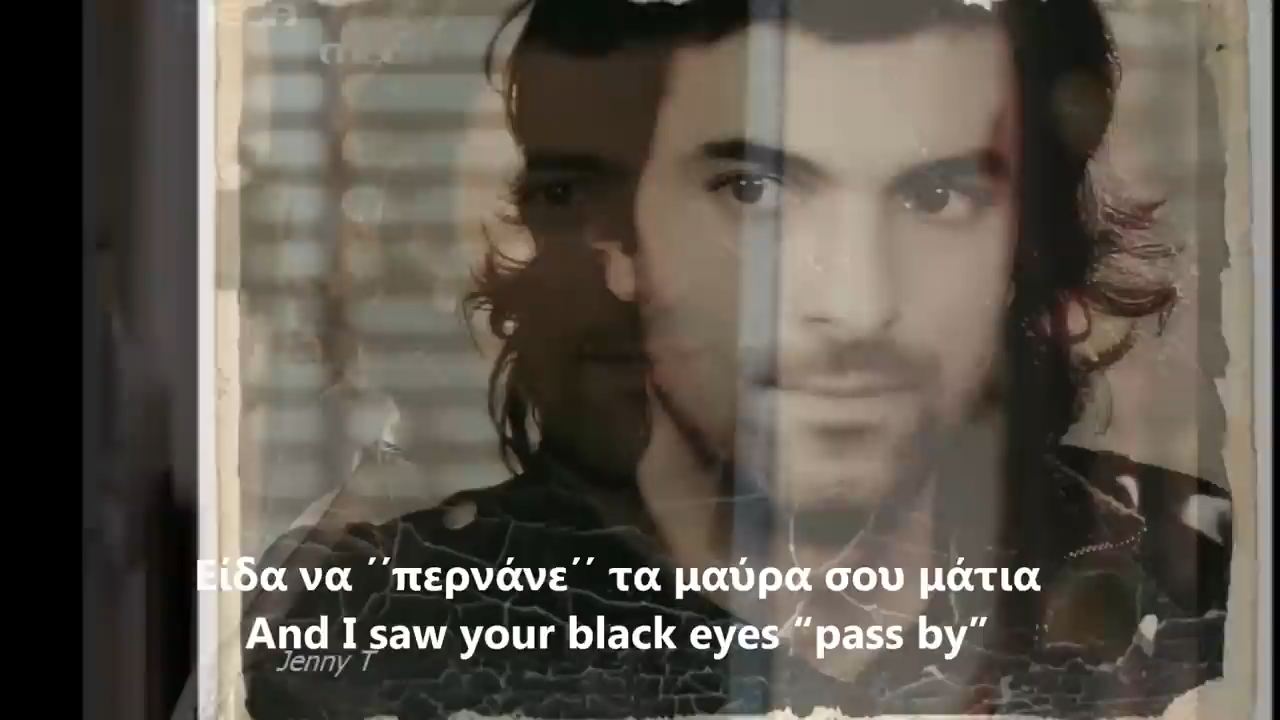 Είδα να ΄΄περνάνε΄΄ τα μαύρα σου μάτια
And I saw your black eyes “pass by”
Jenny T